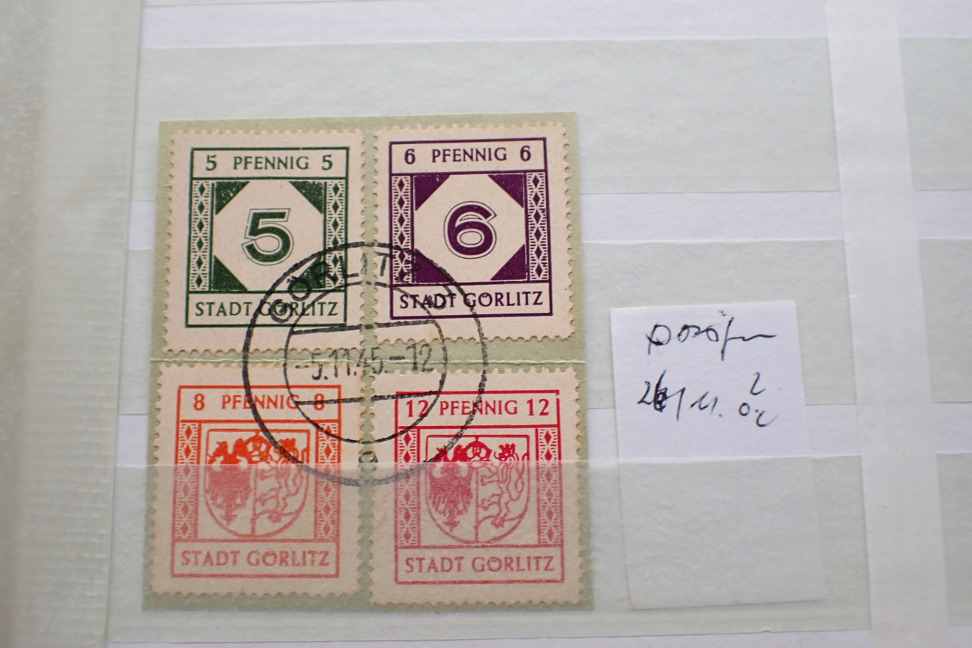 5 PFENNIG 5
5
STADT GÖRLITZ
6 PFENNIG 6
6
STADT GÖRLITZ
GÖRLITZ
-5.11.45.-12
8 PFENNIG 8
STADT GÖRLITZ
12 PFENNIG 12
STADT GÖRLITZ